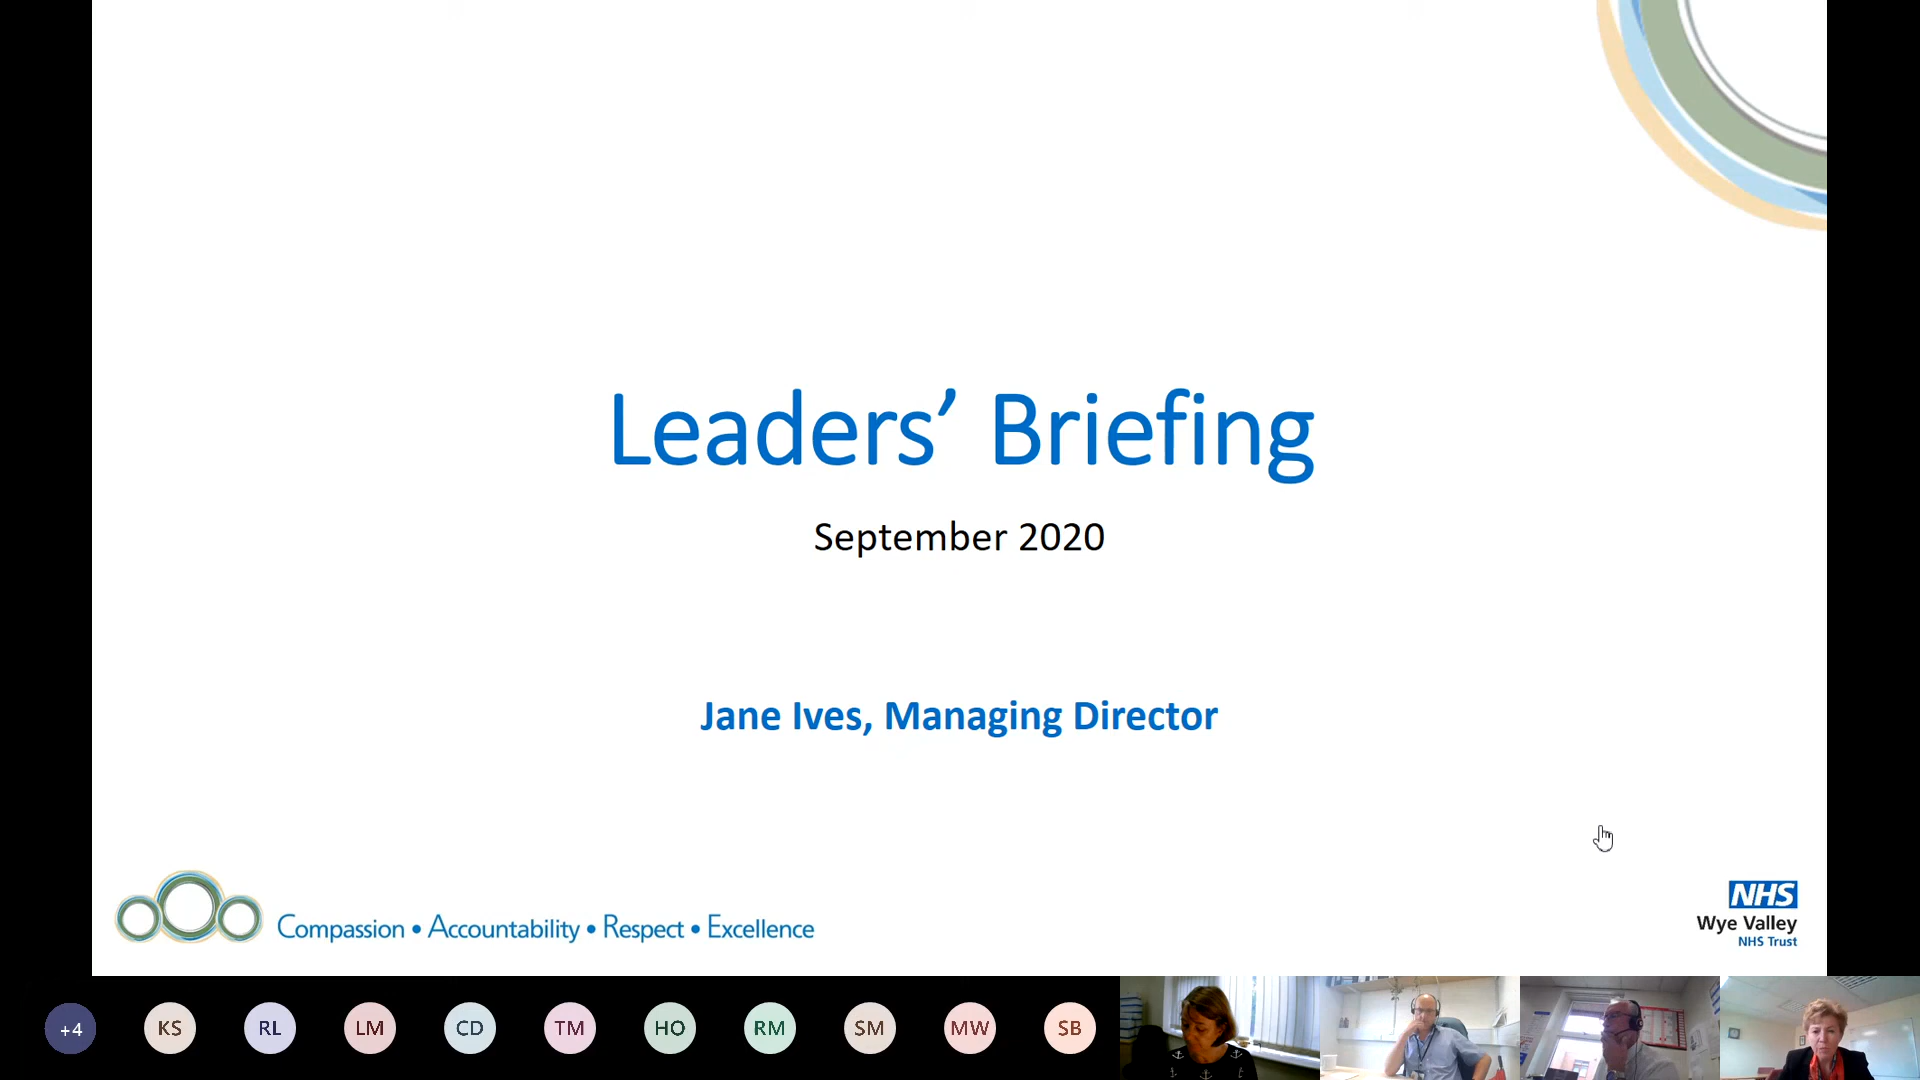 Leaders’ Briefing
September 2020
Jane Ives, Managing Director
Compassion • Accountability • Respect • Excellence
NHS
Wye Valley
NHS Trust
+4 KS RL LM CD TM HO RM SM MW SB